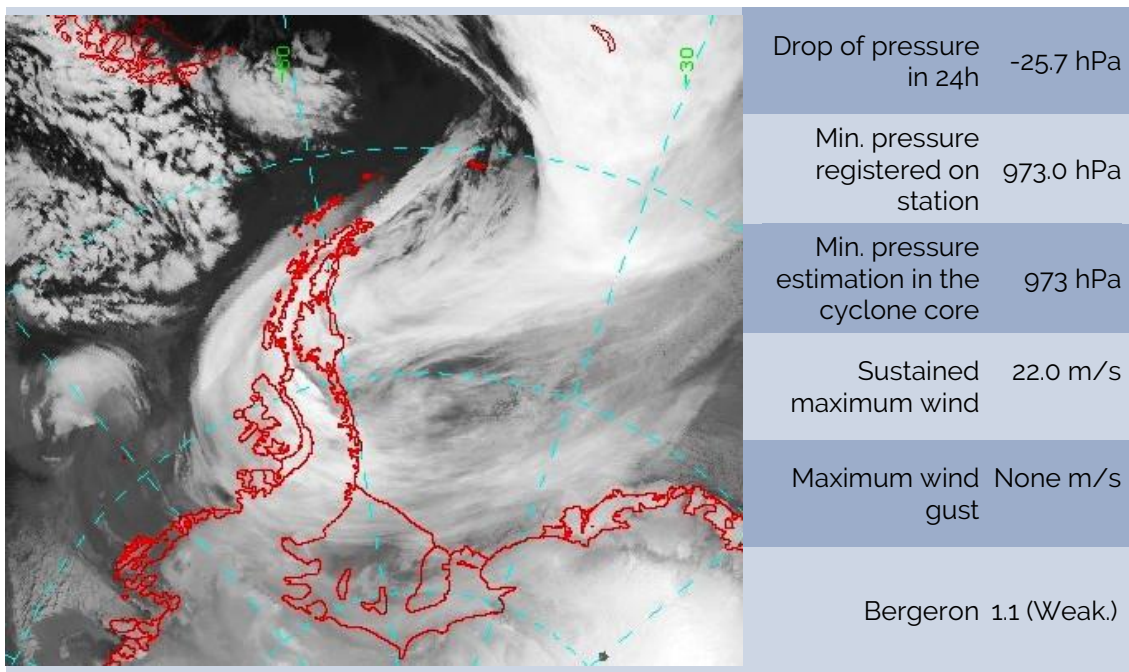 -60
-30
Drop of pressure
in 24h
-25.7 hPa
Min. pressure
registered on
station
973.0 hPa
Min. pressure
estimation in the
cyclone core
973 hPa
Sustained
maximum wind
22.0 m/s
Maximum wind
gust
None m/s
Bergeron
1.1 (Weak.)